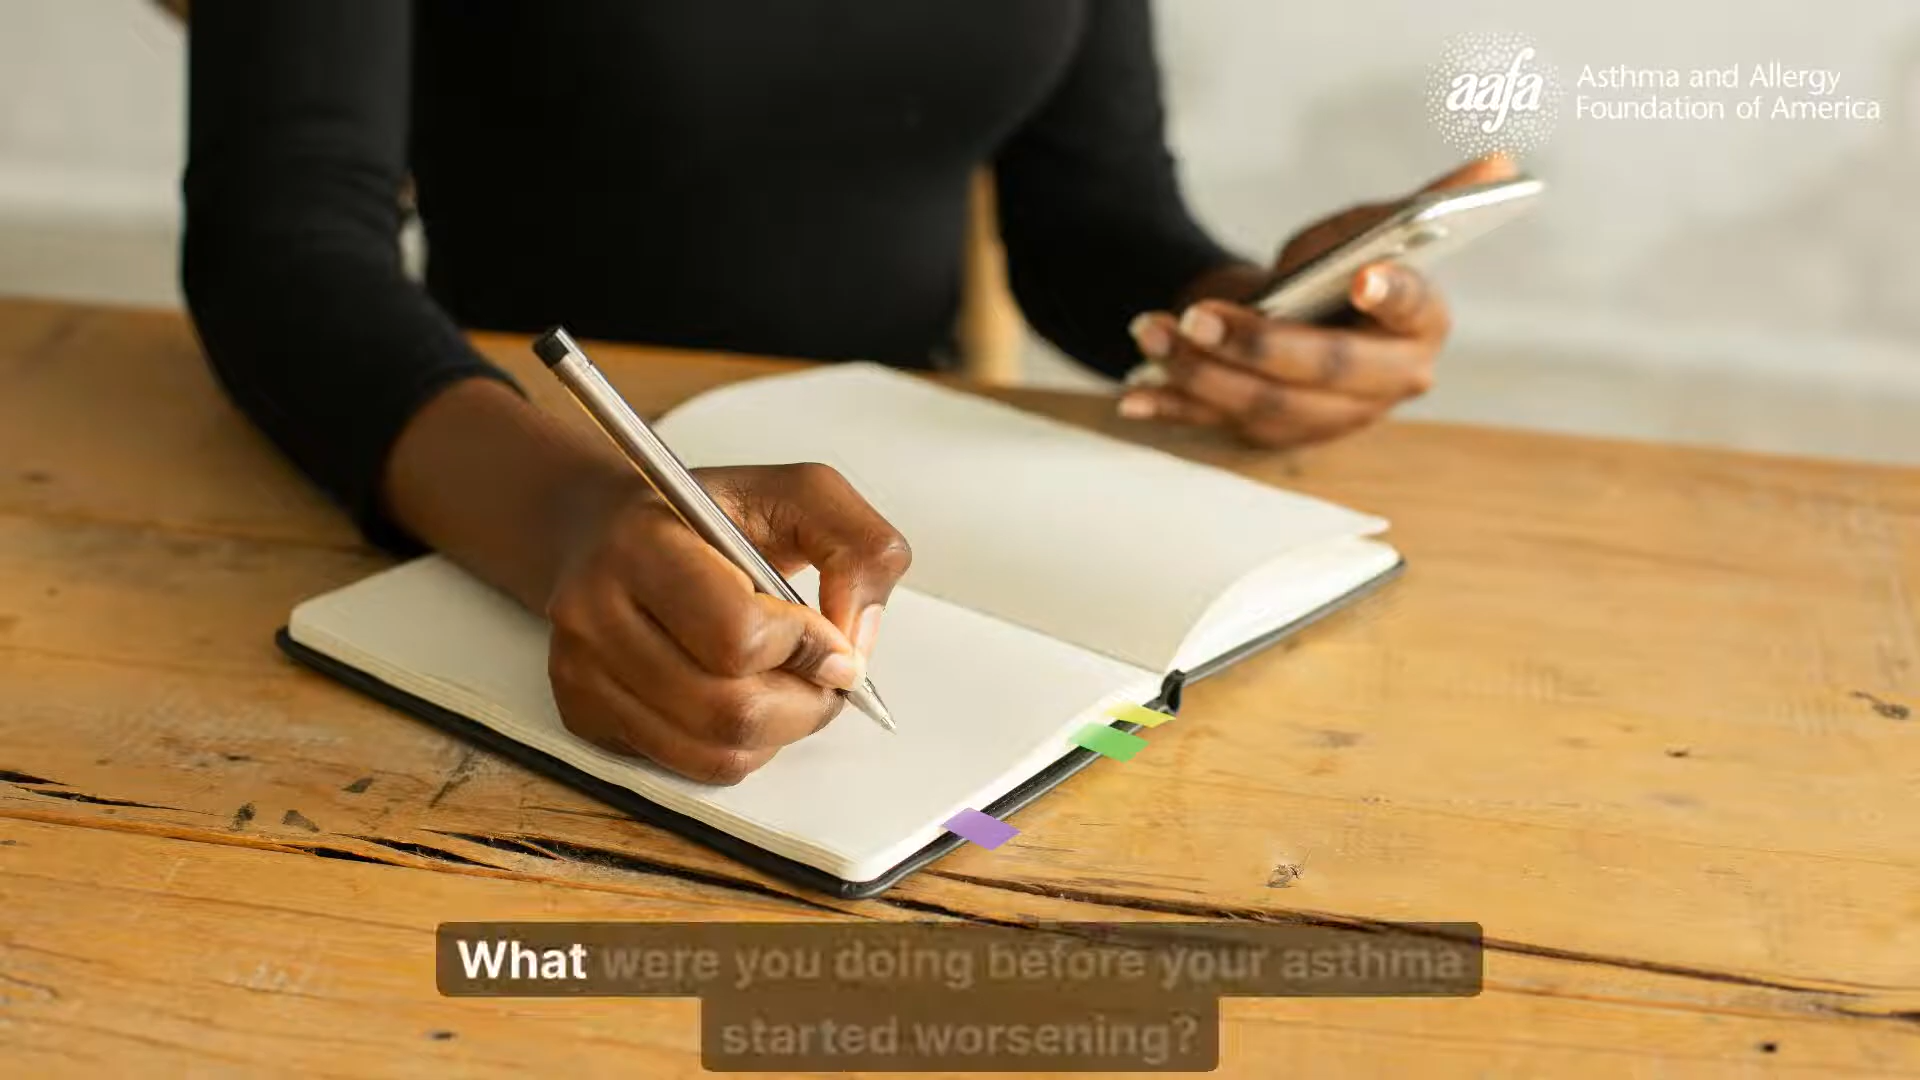 aafa
Asthma and Allergy
Foundation of America
What were you doing before your asthma
started worsening?